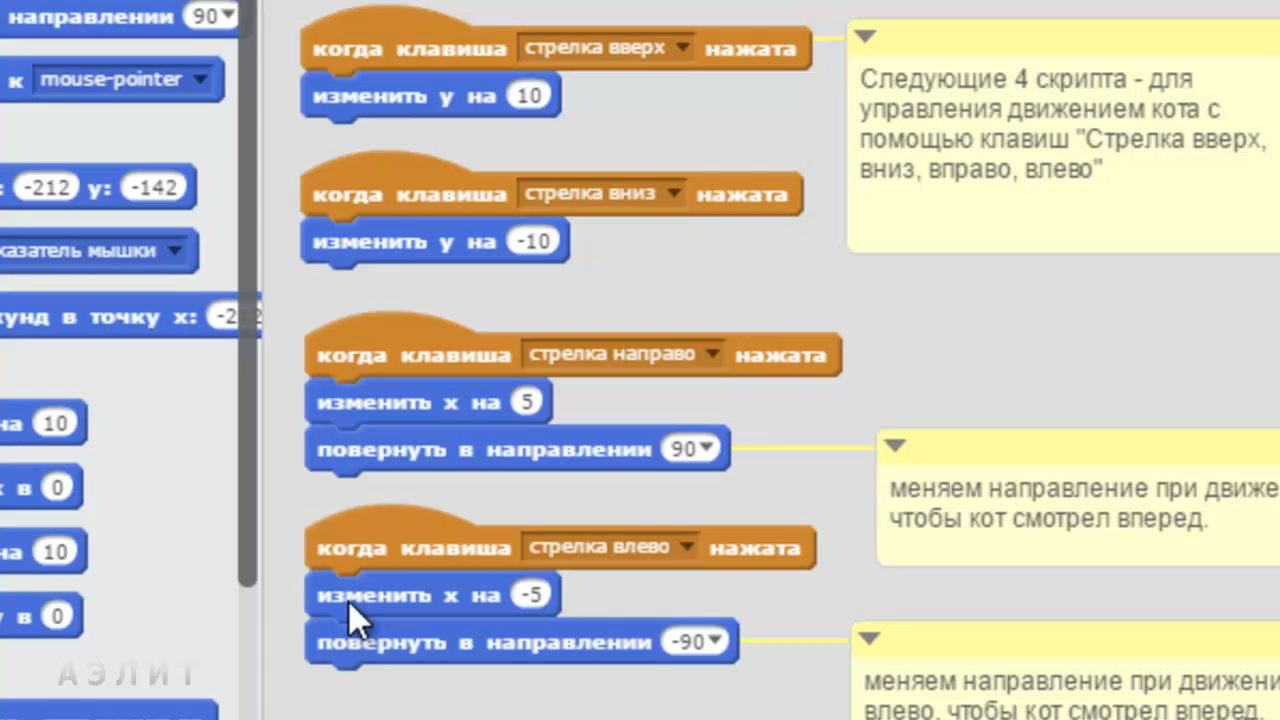 направлении 90
к mouse-pointer
-212 y: -142
казатель мышки
кунд в точку x: -212
на 10
x в 0
на 10
у в 0
АЭЛИТ
когда клавиша стрелка вверх нажата
изменить y на 10
когда клавиша стрелка вниз нажата
изменить y на -10
когда клавиша стрелка направо нажата
изменить x на 5
повернуть в направлении 90
когда клавиша стрелка влево нажата
изменить x на -5
повернуть в направлении -90
Следующие 4 скрипта - для
управления движением кота с
помощью клавиш "Стрелка вверх,
вниз, вправо, влево"
меняем направление при движе
чтобы кот смотрел вперед.
меняем направление при движени
влево, чтобы кот смотрел вперед.